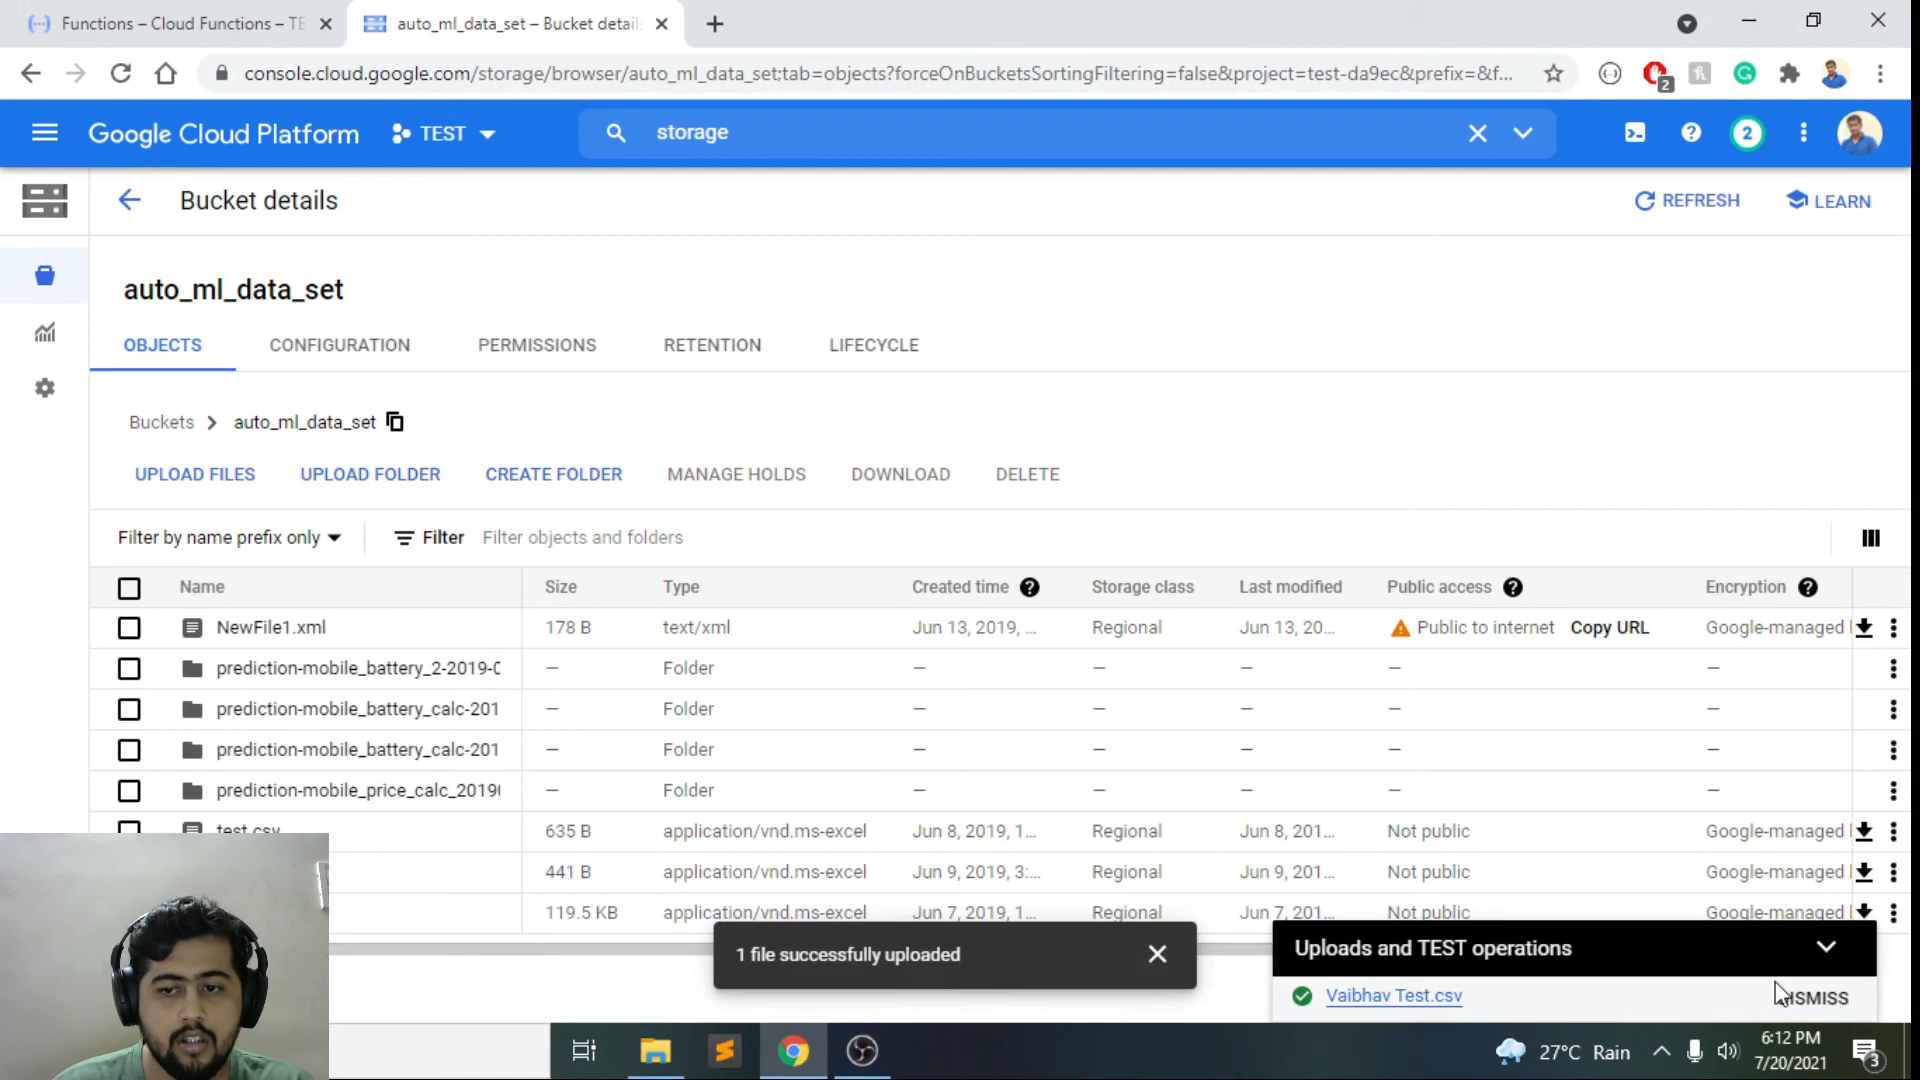 Functions – Cloud Functions – TE
auto_ml_data_set – Bucket details
console.cloud.google.com/storage/browser/auto_ml_data_set;tab=objects?forceOnBucketsSortingFiltering=false&project=test-da9ec&prefix=&f...
2
Google Cloud Platform
TEST
storage
2
Bucket details
REFRESH
LEARN
auto_ml_data_set
OBJECTS
CONFIGURATION
PERMISSIONS
RETENTION
LIFECYCLE
Buckets
auto_ml_data_set
UPLOAD FILES
UPLOAD FOLDER
CREATE FOLDER
MANAGE HOLDS
DOWNLOAD
DELETE
Filter by name prefix only
Filter
Filter objects and folders
Name Size Type Created time Storage class Last modified Public access Encryption
NewFile1.xml 178 B text/xml Jun 13, 2019, ... Regional Jun 13, 20... Public to internet Copy URL Google-managed
prediction-mobile_battery_2-2019-0 — Folder — — — — —
prediction-mobile_battery_calc-201 — Folder — — — — —
prediction-mobile_battery_calc-201 — Folder — — — — —
prediction-mobile_price_calc_2019 — Folder — — — — —
test.csv 635 B application/vnd.ms-excel Jun 8, 2019, 1... Regional Jun 8, 201... Not public Google-managed
441 B application/vnd.ms-excel Jun 9, 2019, 3:... Regional Jun 9, 201... Not public Google-managed
119.5 KB application/vnd.ms-excel Jun 7, 2019, 1... Regional Jun 7, 201... Not public Google-managed
1 file successfully uploaded
Uploads and TEST operations
Vaibhav Test.csv
DISMISS
27°C Rain
6:12 PM
7/20/2021
3